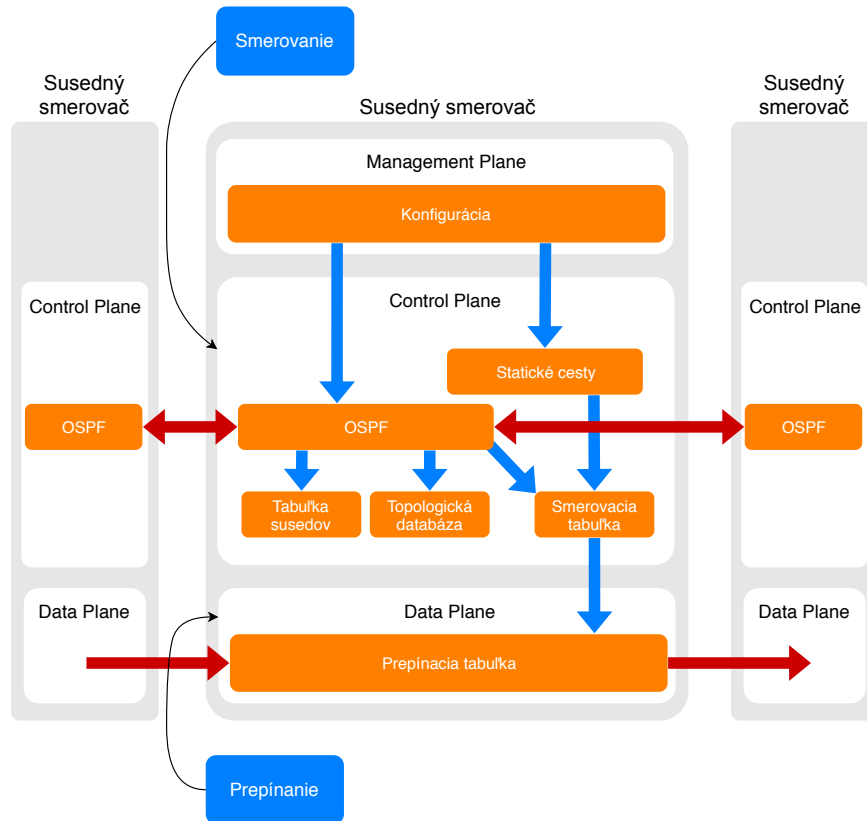 Smerovanie
Susedný
smerovač
Susedný smerovač
Susedný
smerovač
Management Plane
Konfigurácia
Control Plane
Control Plane
Control Plane
Statické cesty
OSPF
OSPF
OSPF
Tabuľka
susedov
Topologická
databáza
Smerovacia
tabuľka
Data Plane
Data Plane
Data Plane
Prepínacia tabuľka
Prepínanie